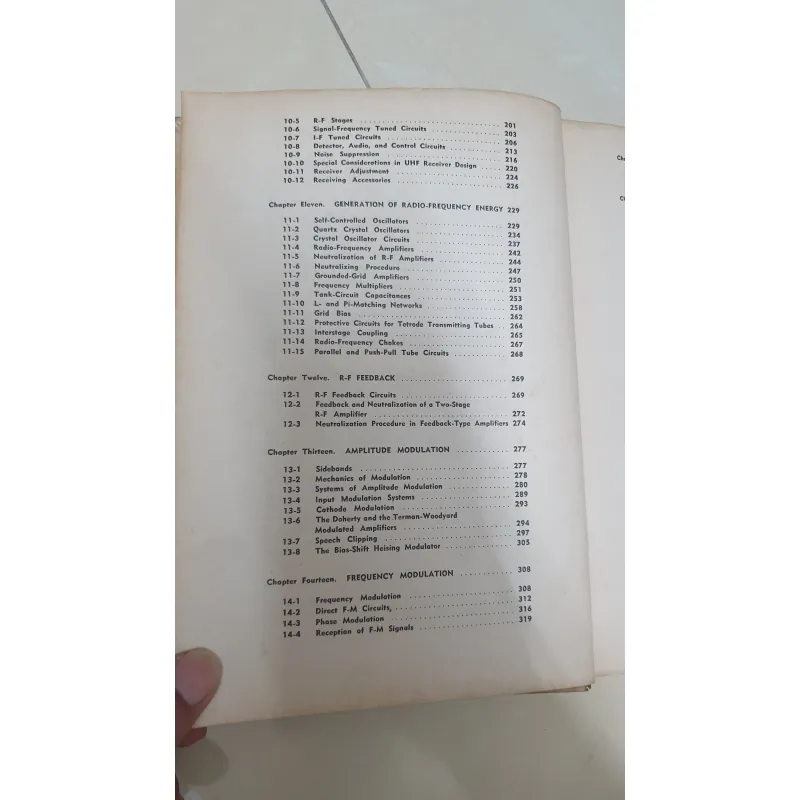 10-5 R-F Stages 201
10-6 Signal-Frequency Tuned Circuits 203
10-7 I-F Tuned Circuits 206
10-8 Detector, Audio, and Control Circuits 213
10-9 Noise Suppression 216
10-10 Special Considerations in UHF Receiver Design 220
10-11 Receiver Adjustment 224
10-12 Receiving Accessories 226
Chapter Eleven. GENERATION OF RADIO-FREQUENCY ENERGY 229
11-1 Self-Controlled Oscillators 229
11-2 Quartz Crystal Oscillators 234
11-3 Crystal Oscillator Circuits 237
11-4 Radio-Frequency Amplifiers 242
11-5 Neutralization of R-F Amplifiers 244
11-6 Neutralizing Procedure 247
11-7 Grounded-Grid Amplifiers 250
11-8 Frequency Multipliers 251
11-9 Tank-Circuit Capacitances 253
11-10 L- and Pi-Matching Networks 258
11-11 Grid Bias 262
11-12 Protective Circuits for Tetrode Transmitting Tubes 264
11-13 Interstage Coupling 265
11-14 Radio-Frequency Chokes 267
11-15 Parallel and Push-Pull Tube Circuits 268
Chapter Twelve. R-F FEEDBACK 269
12-1 R-F Feedback Circuits 269
12-2 Feedback and Neutralization of a Two-Stage
R-F Amplifier 272
12-3 Neutralization Procedure in Feedback-Type Amplifiers 274
Chapter Thirteen. AMPLITUDE MODULATION 277
13-1 Sidebands 277
13-2 Mechanics of Modulation 278
13-3 Systems of Amplitude Modulation 280
13-4 Input Modulation Systems 289
13-5 Cathode Modulation 293
13-6 The Doherty and the Terman-Woodyard
Modulated Amplifiers 294
13-7 Speech Clipping 297
13-8 The Bias-Shift Heising Modulator 305
Chapter Fourteen. FREQUENCY MODULATION 308
14-1 Frequency Modulation 308
14-2 Direct F-M Circuits, 312
14-3 Phase Modulation 316
14-4 Reception of F-M Signals 319